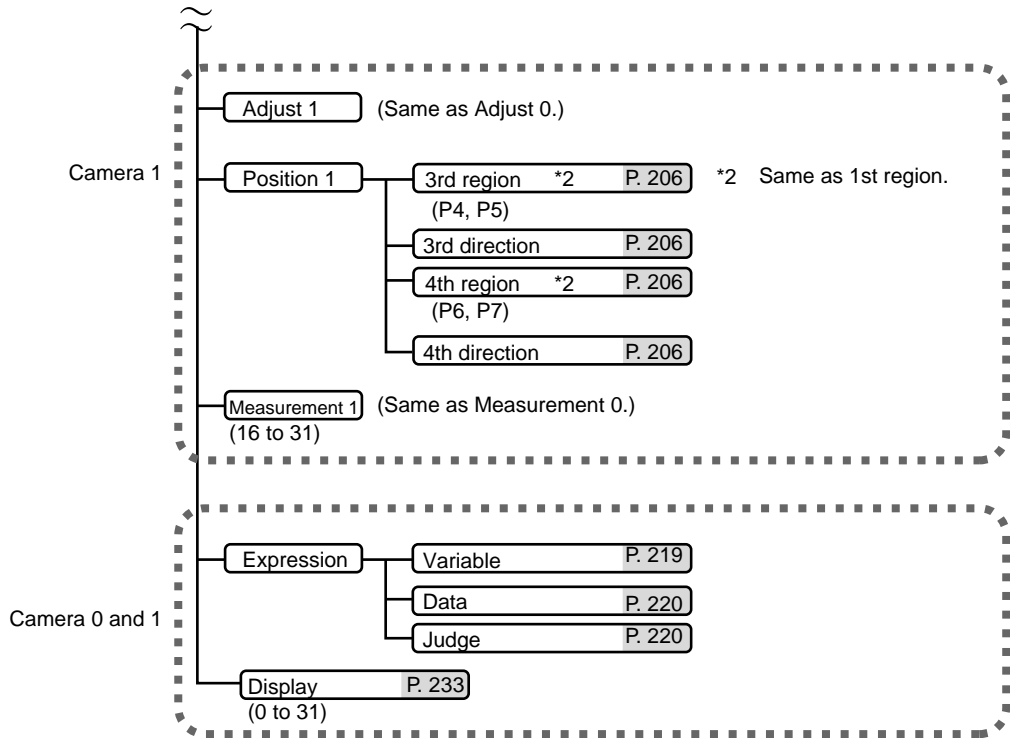 Adjust 1 (Same as Adjust 0.)
Camera 1 Position 1 3rd region *2 P. 206 *2 Same as 1st region.
(P4, P5)
3rd direction P. 206
4th region *2 P. 206
(P6, P7)
4th direction P. 206
Measurement 1 (Same as Measurement 0.)
(16 to 31)
Expression Variable P. 219
Data P. 220
Camera 0 and 1
Judge P. 220
Display P. 233
(0 to 31)